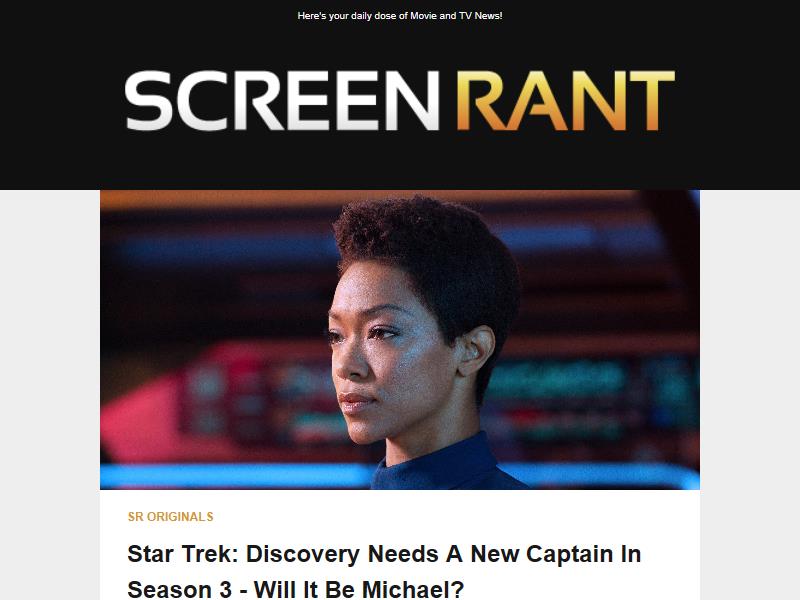 Here's your daily dose of Movie and TV News!
SCREEN RANT
SR ORIGINALS
Star Trek: Discovery Needs A New Captain In
Season 3 - Will It Be Michael?